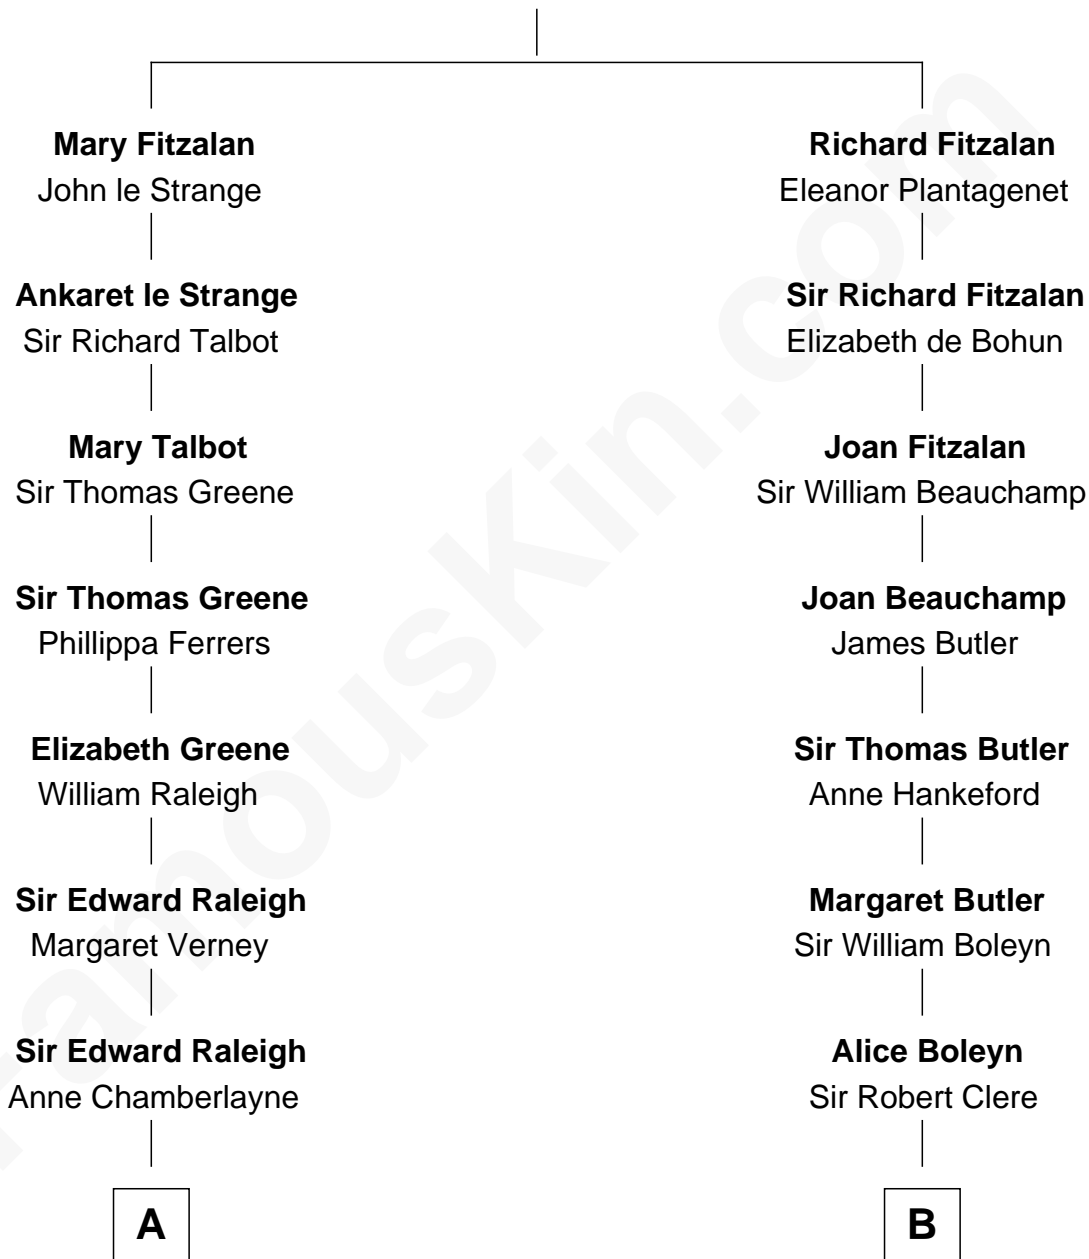 Mary Fitzalan
John le Strange
Richard Fitzalan
Eleanor Plantagenet
Ankaret le Strange
Sir Richard Talbot
Sir Richard Fitzalan
Elizabeth de Bohun
Mary Talbot
Sir Thomas Greene
Joan Fitzalan
Sir William Beauchamp
Sir Thomas Greene
Phillippa Ferrers
Joan Beauchamp
James Butler
Elizabeth Greene
William Raleigh
Sir Thomas Butler
Anne Hankeford
Sir Edward Raleigh
Margaret Verney
Margaret Butler
Sir William Boleyn
Sir Edward Raleigh
Anne Chamberlayne
Alice Boleyn
Sir Robert Clere
A
B
FamousKin.com